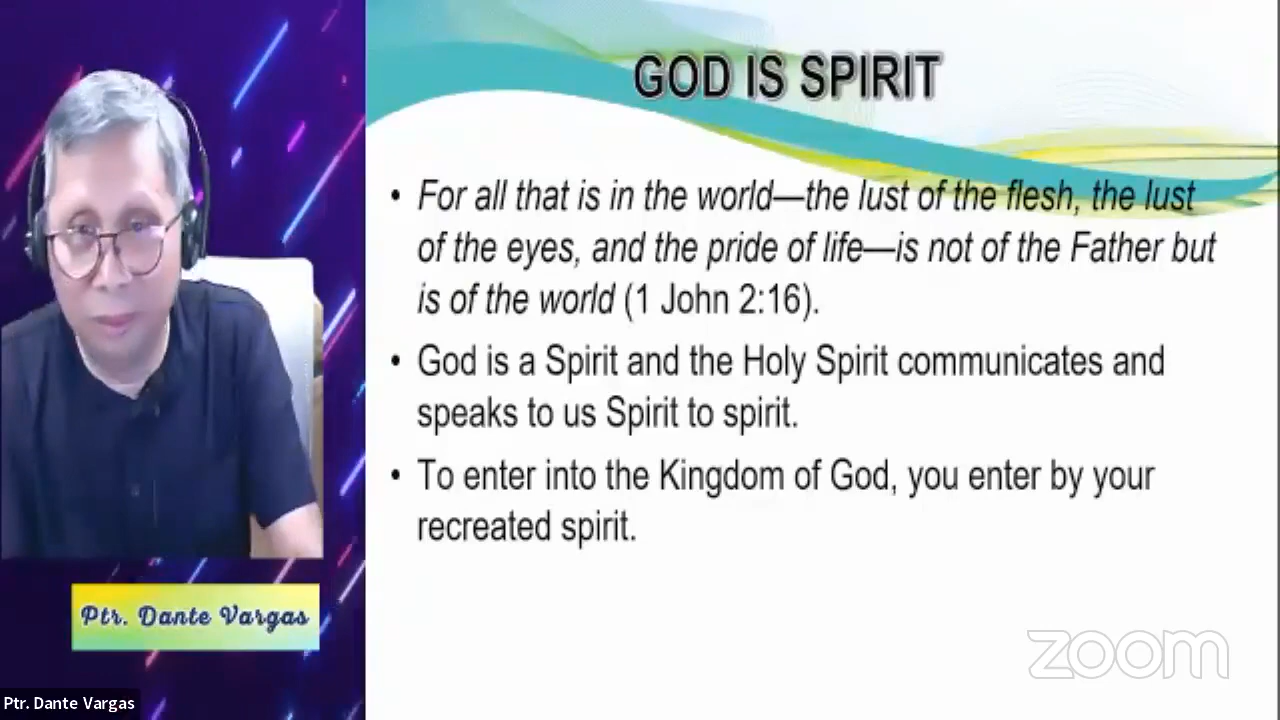 GOD IS SPIRIT
• For all that is in the world—the lust of the flesh, the lust
of the eyes, and the pride of life—is not of the Father but
is of the world (1 John 2:16).
• God is a Spirit and the Holy Spirit communicates and
speaks to us Spirit to spirit.
• To enter into the Kingdom of God, you enter by your
recreated spirit.
Ptr. Dante Vargas
zoom
Ptr. Dante Vargas